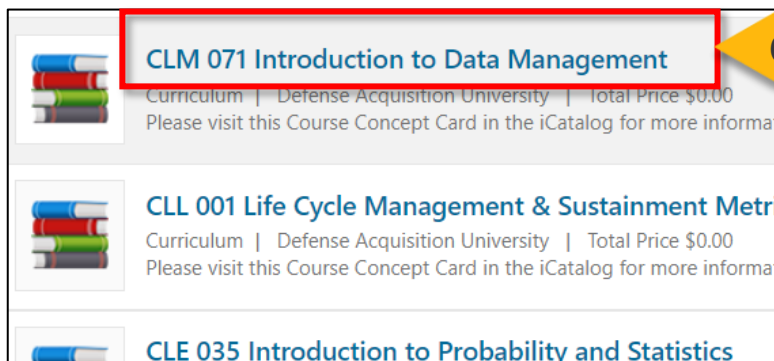 CLM 071 Introduction to Data Management
Curriculum | Defense Acquisition University | Total Price $0.00
Please visit this Course Concept Card in the iCatalog for more
CLL 001 Life Cycle Management & Sustainment
Curriculum | Defense Acquisition University | Total Price $0.00
Please visit this Course Concept Card in the iCatalog for more
CLE 035 Introduction to Probability and Statistics